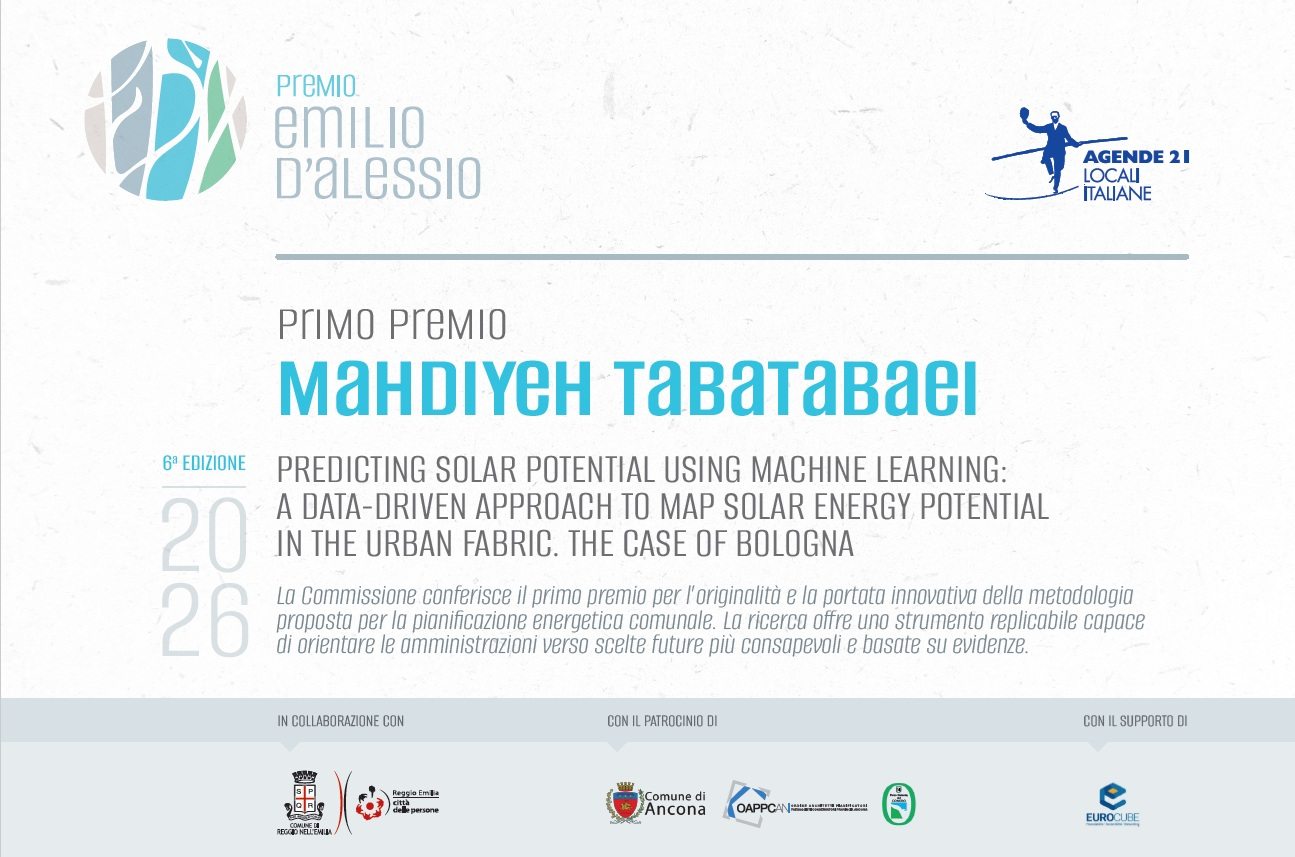 PREMIO
EMILIO
D'ALESSIO
AGENDE 21
LOCALI
ITALIANE
PRIMO PREMIO
MAHDIYEH TABATABAEI
6ª EDIZIONE
2026
PREDICTING SOLAR POTENTIAL USING MACHINE LEARNING:
A DATA-DRIVEN APPROACH TO MAP SOLAR ENERGY POTENTIAL
IN THE URBAN FABRIC. THE CASE OF BOLOGNA
La Commissione conferisce il primo premio per l'originalità e la portata innovativa della metodologia
proposta per la pianificazione energetica comunale. La ricerca offre uno strumento replicabile capace
di orientare le amministrazioni verso scelte future più consapevoli e basate su evidenze.
IN COLLABORAZIONE CON
CON IL PATROCINIO DI
CON IL SUPPORTO DI
SPQR
COMUNE DI
REGGIO NELL'EMILIA
Reggio Emilia
città
delle persone
Comune di
Ancona
OAPPCAN
EUROCUBE